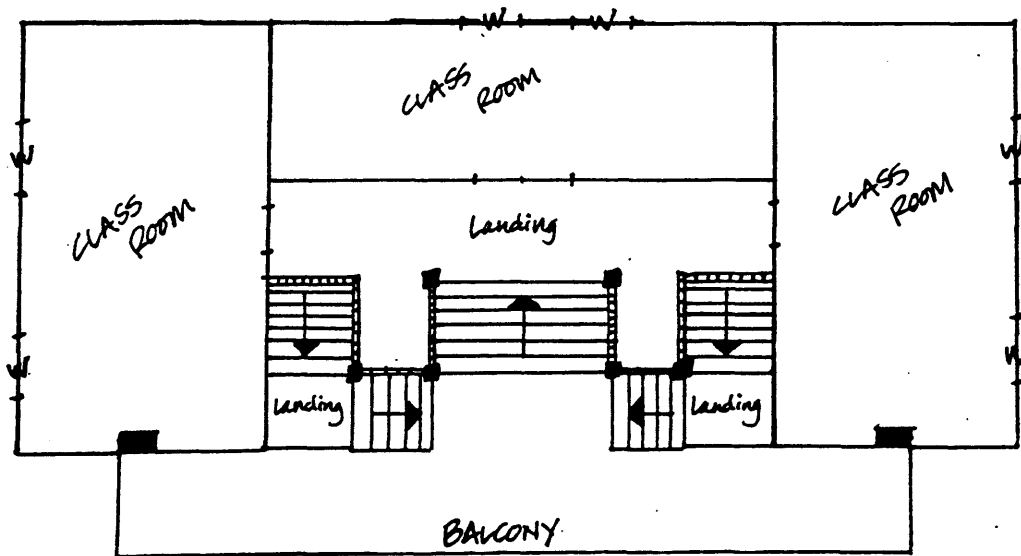 W W
CLASS
ROOM
W
W
CLASS
ROOM
CLASS
ROOM
Landing
W
W
Landing
Landing
BALCONY